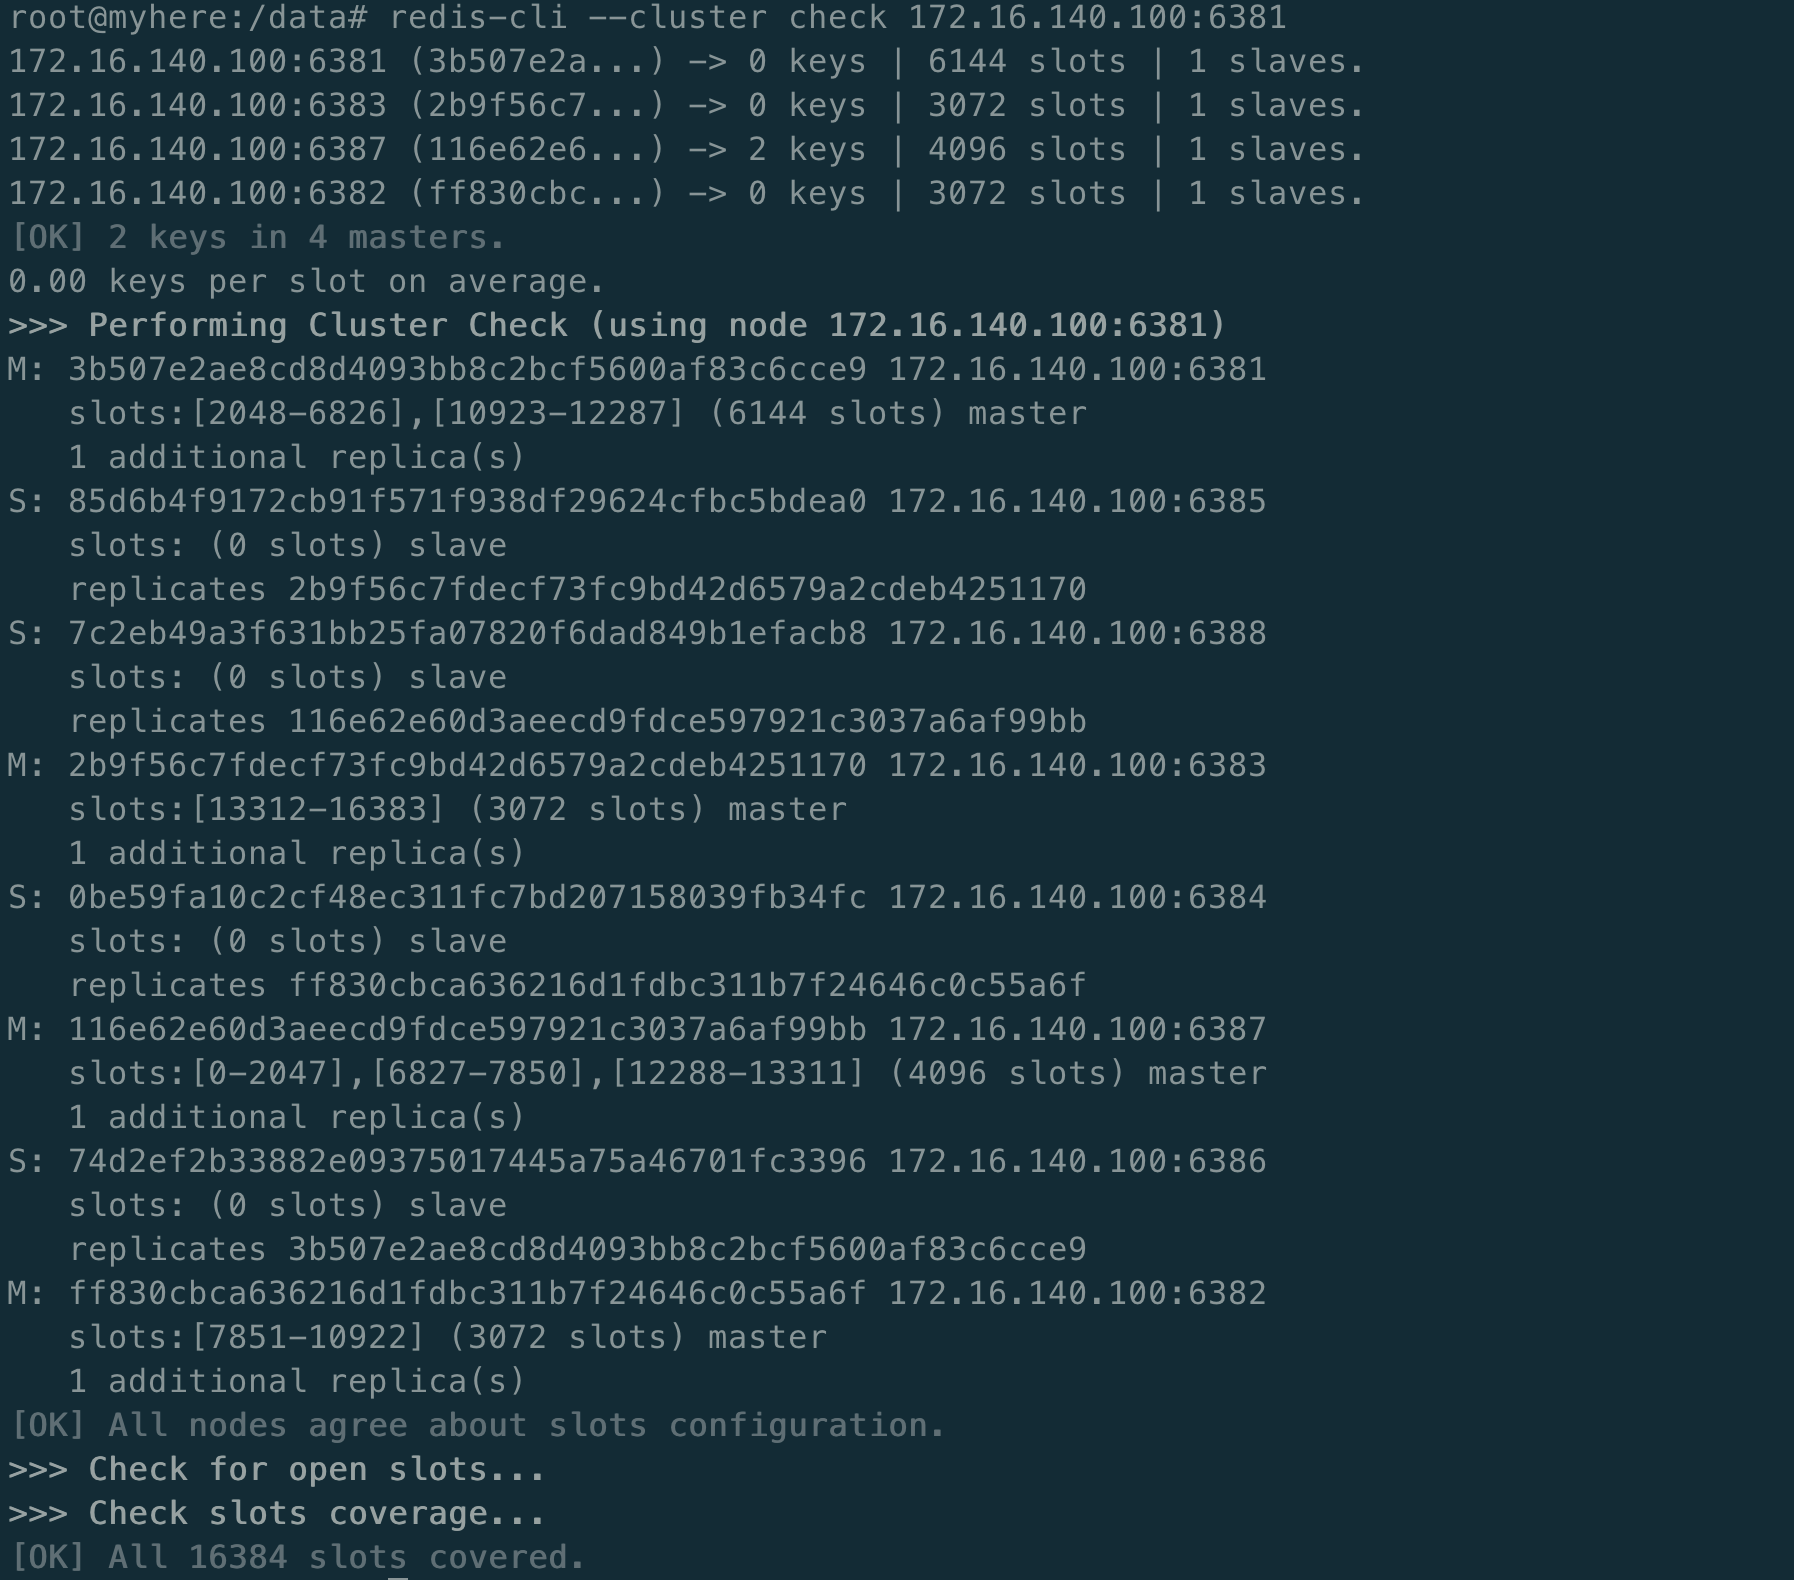 root@myhere:/data# redis-cli --cluster check 172.16.140.100:6381
172.16.140.100:6381 (3b507e2a...) -> 0 keys | 6144 slots | 1 slaves.
172.16.140.100:6383 (2b9f56c7...) -> 0 keys | 3072 slots | 1 slaves.
172.16.140.100:6387 (116e62e6...) -> 2 keys | 4096 slots | 1 slaves.
172.16.140.100:6382 (ff830cbc...) -> 0 keys | 3072 slots | 1 slaves.
[OK] 2 keys in 4 masters.
0.00 keys per slot on average.
>>> Performing Cluster Check (using node 172.16.140.100:6381)
M: 3b507e2ae8cd8d4093bb8c2bcf5600af83c6cce9 172.16.140.100:6381
   slots:[2048-6826],[10923-12287] (6144 slots) master
   1 additional replica(s)
S: 85d6b4f9172cb91f571f938df29624cfbc5bdea0 172.16.140.100:6385
   slots: (0 slots) slave
   replicates 2b9f56c7fdecf73fc9bd42d6579a2cdeb4251170
S: 7c2eb49a3f631bb25fa07820f6dad849b1efacb8 172.16.140.100:6388
   slots: (0 slots) slave
   replicates 116e62e60d3aeecd9fdce597921c3037a6af99bb
M: 2b9f56c7fdecf73fc9bd42d6579a2cdeb4251170 172.16.140.100:6383
   slots:[13312-16383] (3072 slots) master
   1 additional replica(s)
S: 0be59fa10c2cf48ec311fc7bd207158039fb34fc 172.16.140.100:6384
   slots: (0 slots) slave
   replicates ff830cbca636216d1fdbc311b7f24646c0c55a6f
M: 116e62e60d3aeecd9fdce597921c3037a6af99bb 172.16.140.100:6387
   slots:[0-2047],[6827-7850],[12288-13311] (4096 slots) master
   1 additional replica(s)
S: 74d2ef2b33882e09375017445a75a46701fc3396 172.16.140.100:6386
   slots: (0 slots) slave
   replicates 3b507e2ae8cd8d4093bb8c2bcf5600af83c6cce9
M: ff830cbca636216d1fdbc311b7f24646c0c55a6f 172.16.140.100:6382
   slots:[7851-10922] (3072 slots) master
   1 additional replica(s)
[OK] All nodes agree about slots configuration.
>>> Check for open slots...
>>> Check slots coverage...
[OK] All 16384 slots covered.